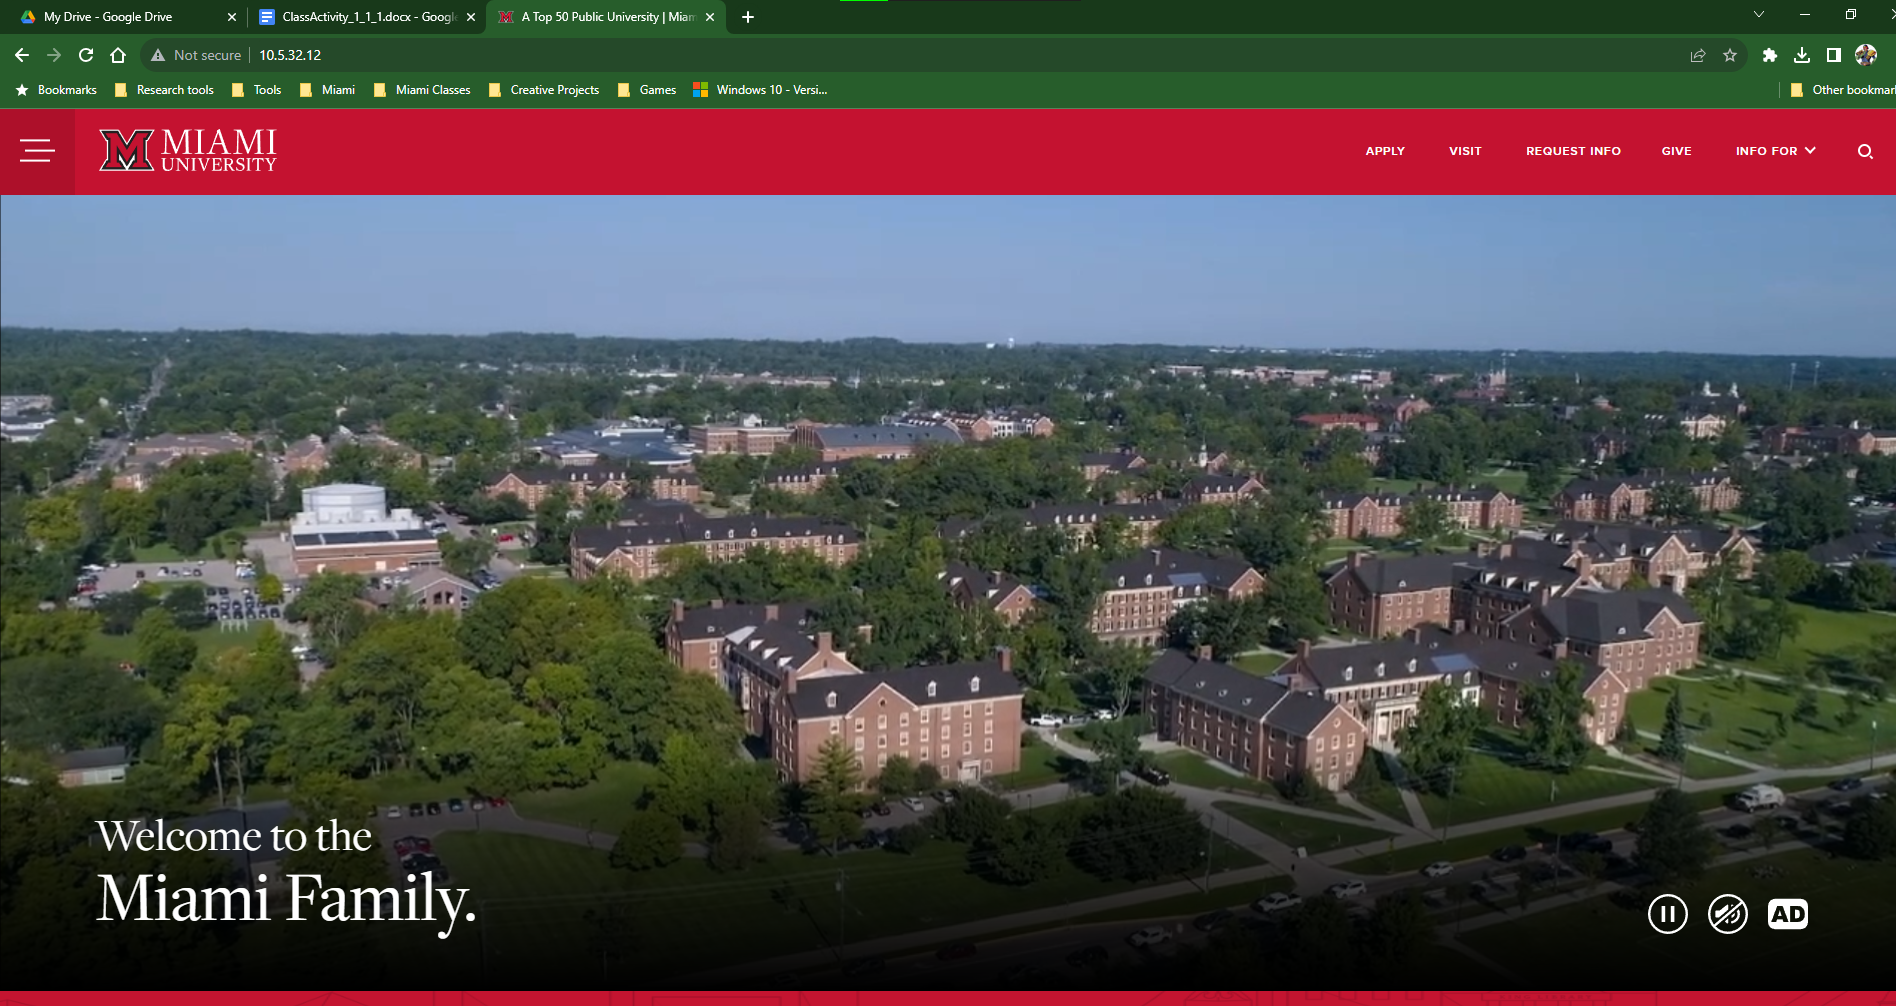 My Drive - Google Drive
ClassActivity_1_1_1.docx - Google
A Top 50 Public University | Miam
Not secure
10.5.32.12
Bookmarks
Research tools
Tools
Miami
Miami Classes
Creative Projects
Games
Windows 10 - Versi...
Other bookmar
M MIAMI
UNIVERSITY
APPLY
VISIT
REQUEST INFO
GIVE
INFO FOR
Welcome to the
Miami Family.
AD